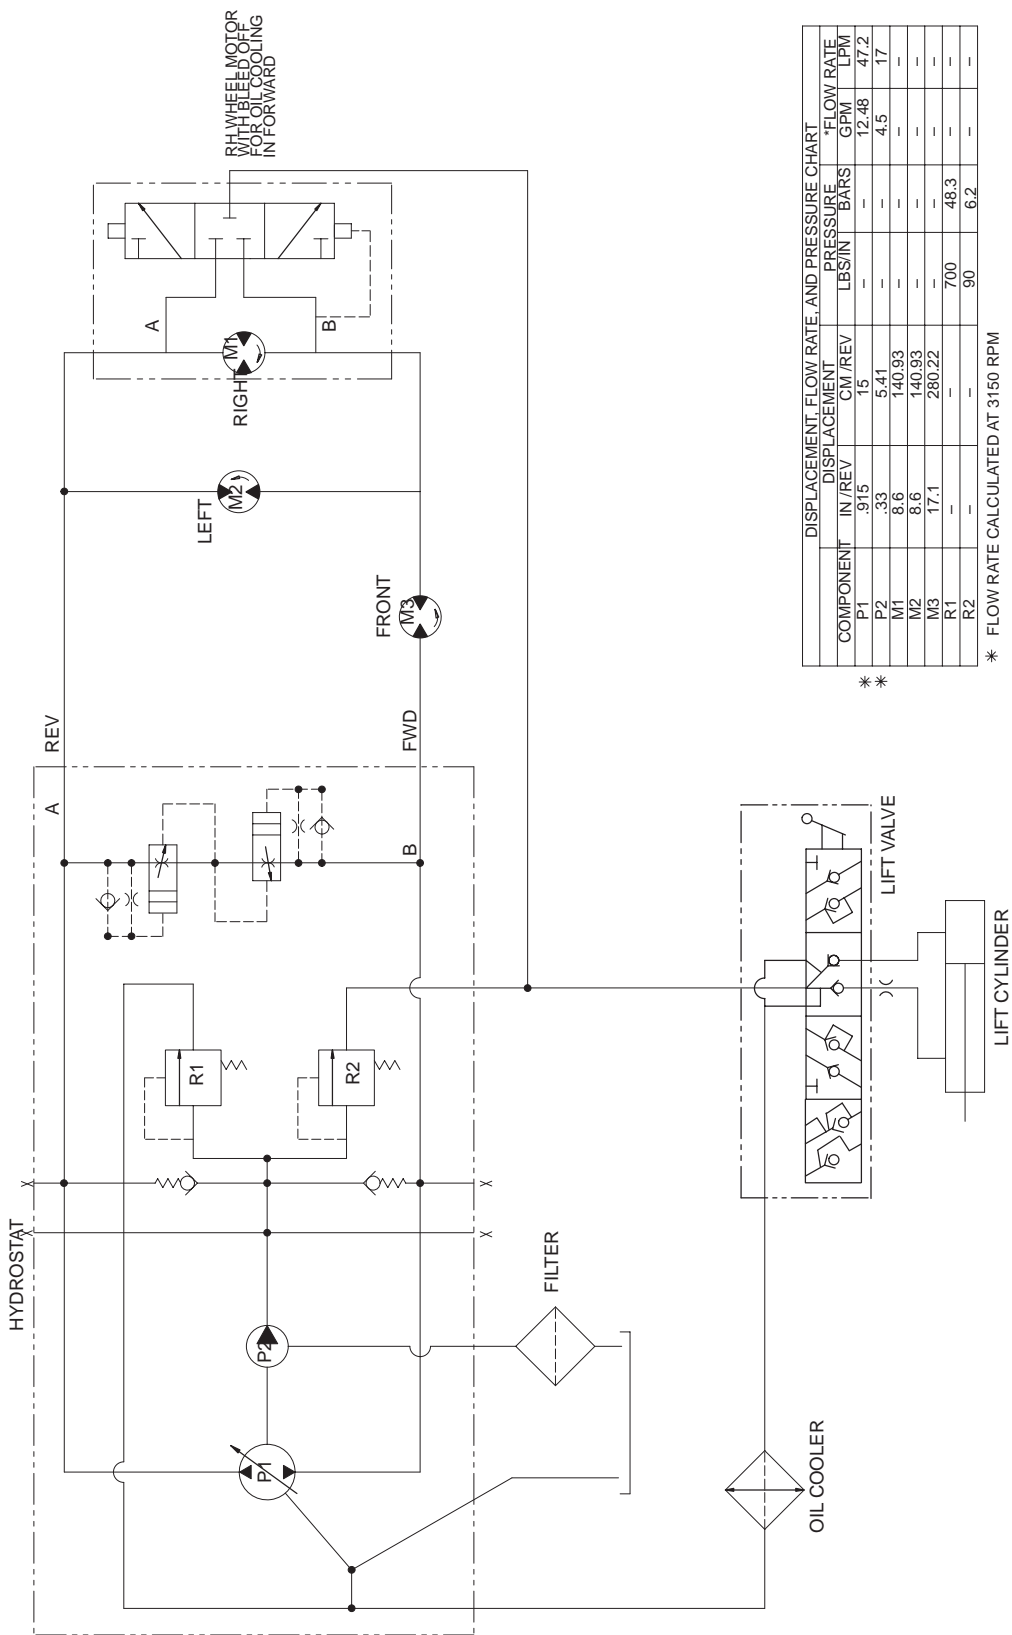 HYDROSTAT
A
REV
B
FWD
P1
P2
R1
R2
FRONT
M3
LEFT
M2
RIGHT
M1
A
B
RH WHEEL MOTOR
WITH BLEED OFF
FOR OIL COOLING
IN FORWARD
FILTER
OIL COOLER
LIFT VALVE
LIFT CYLINDER
DISPLACEMENT, FLOW RATE, AND PRESSURE CHART
DISPLACEMENT PRESSURE *FLOW RATE
COMPONENT IN /REV CM /REV LBS/IN BARS GPM LPM
* P1 .915 15 – – 12.48 47.2
* P2 .33 5.41 – – 4.5 17
M1 8.6 140.93 – – – –
M2 8.6 140.93 – – – –
M3 17.1 280.22 – – – –
R1 – – 700 48.3 – –
R2 – – 90 6.2 – –
* FLOW RATE CALCULATED AT 3150 RPM